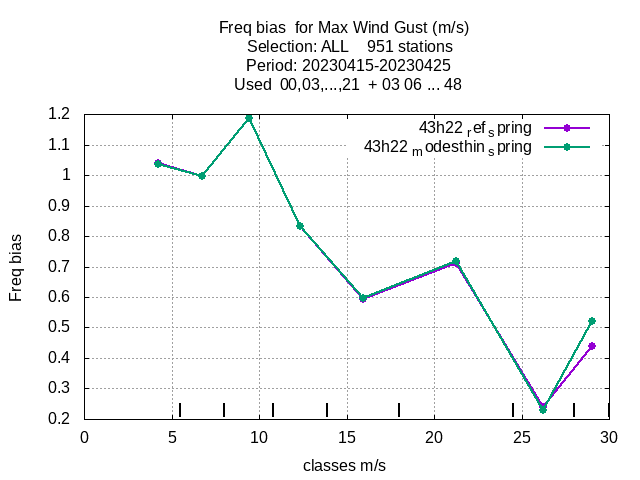 Freq bias  for Max Wind Gust (m/s)
Selection: ALL    951 stations
Period: 20230415-20230425
Used  00,03,...,21  + 03 06 ... 48
43h22 ref spring
43h22 modesthin spring
1.2
1.1
1
0.9
0.8
0.7
0.6
0.5
0.4
0.3
0.2
Freq bias
0 5 10 15 20 25 30
classes m/s